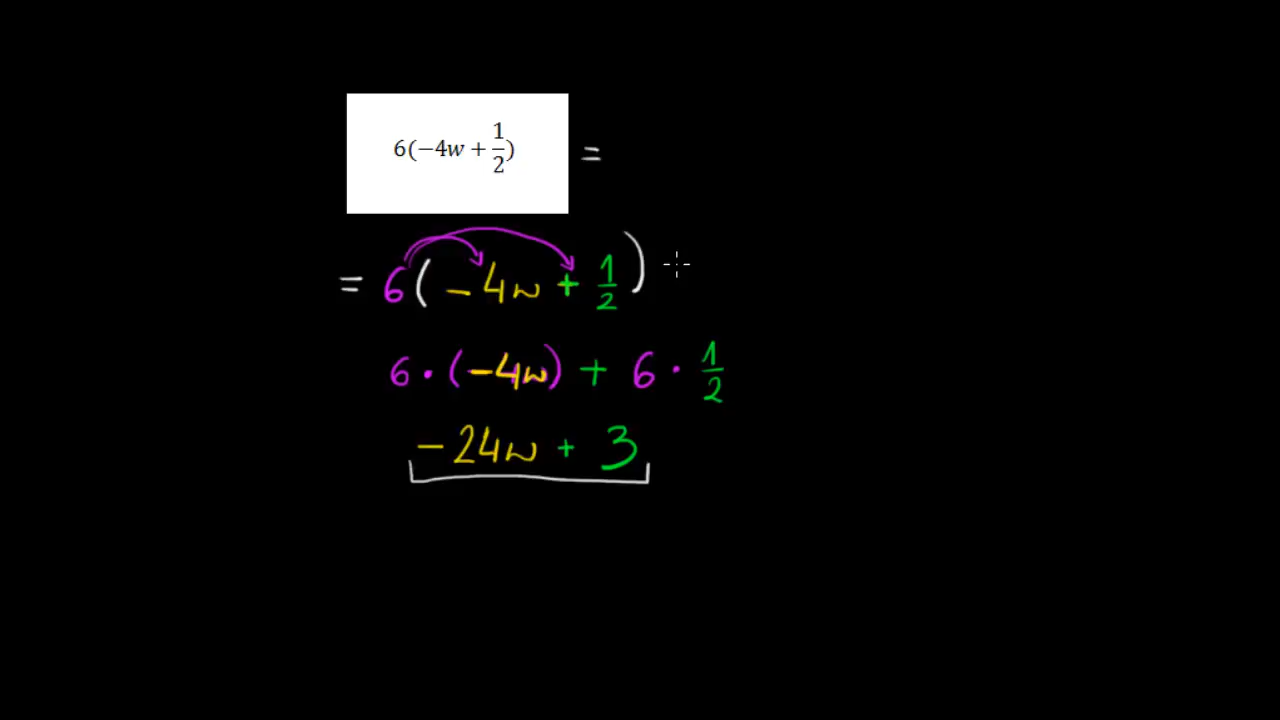 6(−4w + 1/2) =
= 6(−4w + 1/2)
6 · (−4w) + 6 · 1/2
−24w + 3